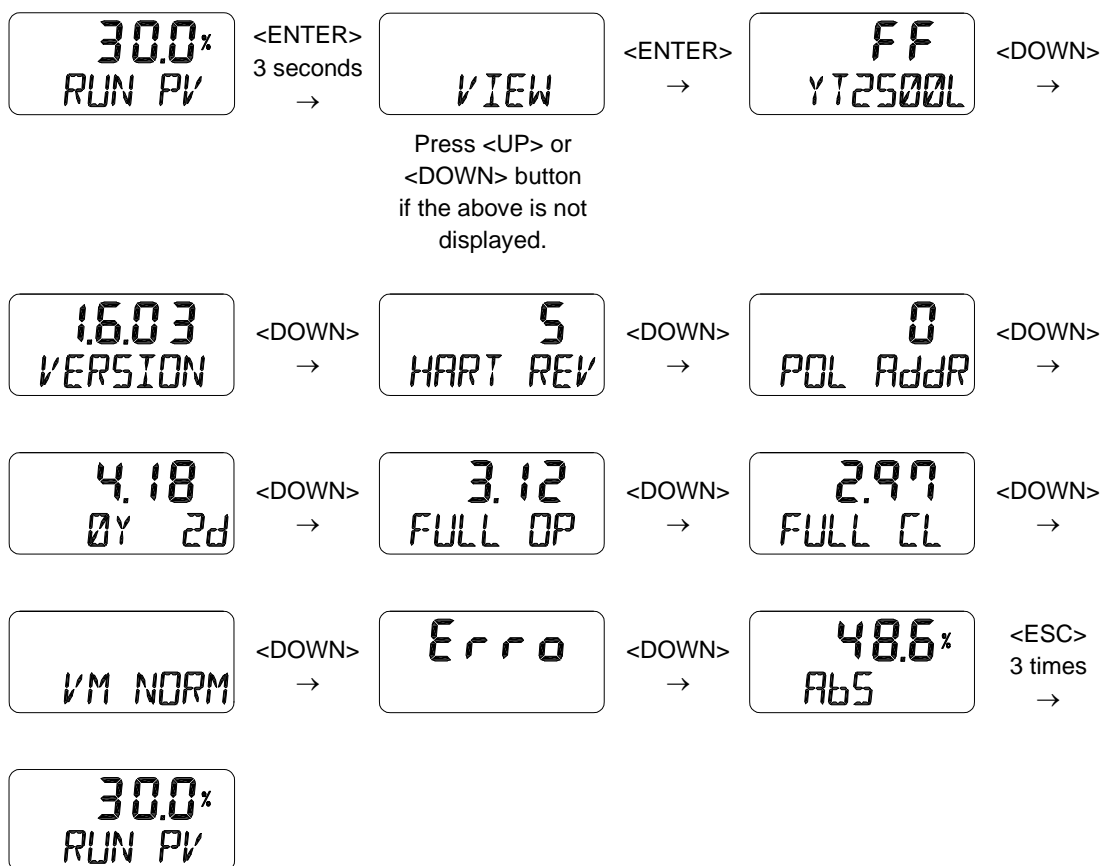 30.0%
RUN PV
<ENTER>
3 seconds
→
VIEW
Press <UP> or
<DOWN> button
if the above is not
displayed.
<ENTER>
→
FF
YT2500L
<DOWN>
→
1.6.03
VERSION
<DOWN>
→
5
HART REV
<DOWN>
→
0
POL AddR
<DOWN>
→
4.18
0Y 2d
<DOWN>
→
3.12
FULL OP
<DOWN>
→
2.97
FULL CL
<DOWN>
→
VM NORM
<DOWN>
→
Erro
<DOWN>
→
48.6%
AbS
<ESC>
3 times
→
30.0%
RUN PV